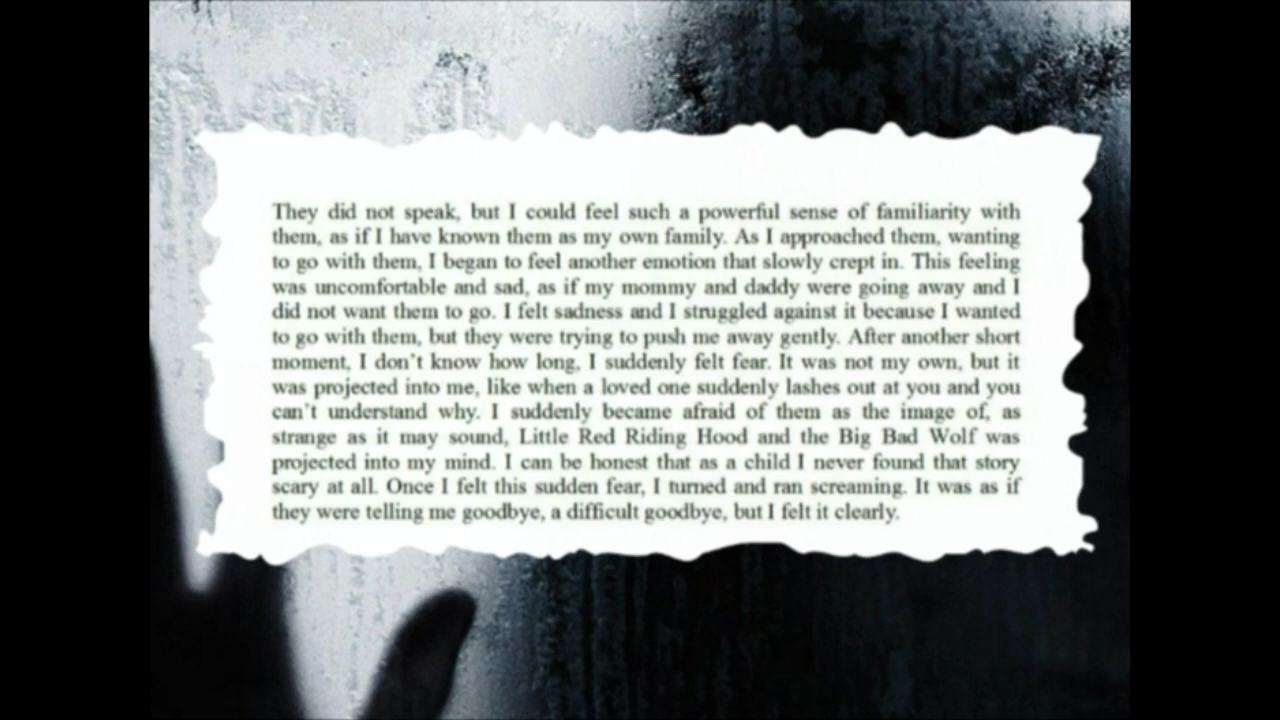 They did not speak, but I could feel such a powerful sense of familiarity with
them, as if I have known them as my own family. As I approached them, wanting
to go with them, I began to feel another emotion that slowly crept in. This feeling
was uncomfortable and sad, as if my mommy and daddy were going away and I
did not want them to go. I felt sadness and I struggled against it because I wanted
to go with them, but they were trying to push me away gently. After another short
moment, I don't know how long, I suddenly felt fear. It was not my own, but it
was projected into me, like when a loved one suddenly lashes out at you and you
can't understand why. I suddenly became afraid of them as the image of, as
strange as it may sound, Little Red Riding Hood and the Big Bad Wolf was
projected into my mind. I can be honest that as a child I never found that story
scary at all. Once I felt this sudden fear, I turned and ran screaming. It was as if
they were telling me goodbye, a difficult goodbye, but I felt it clearly.